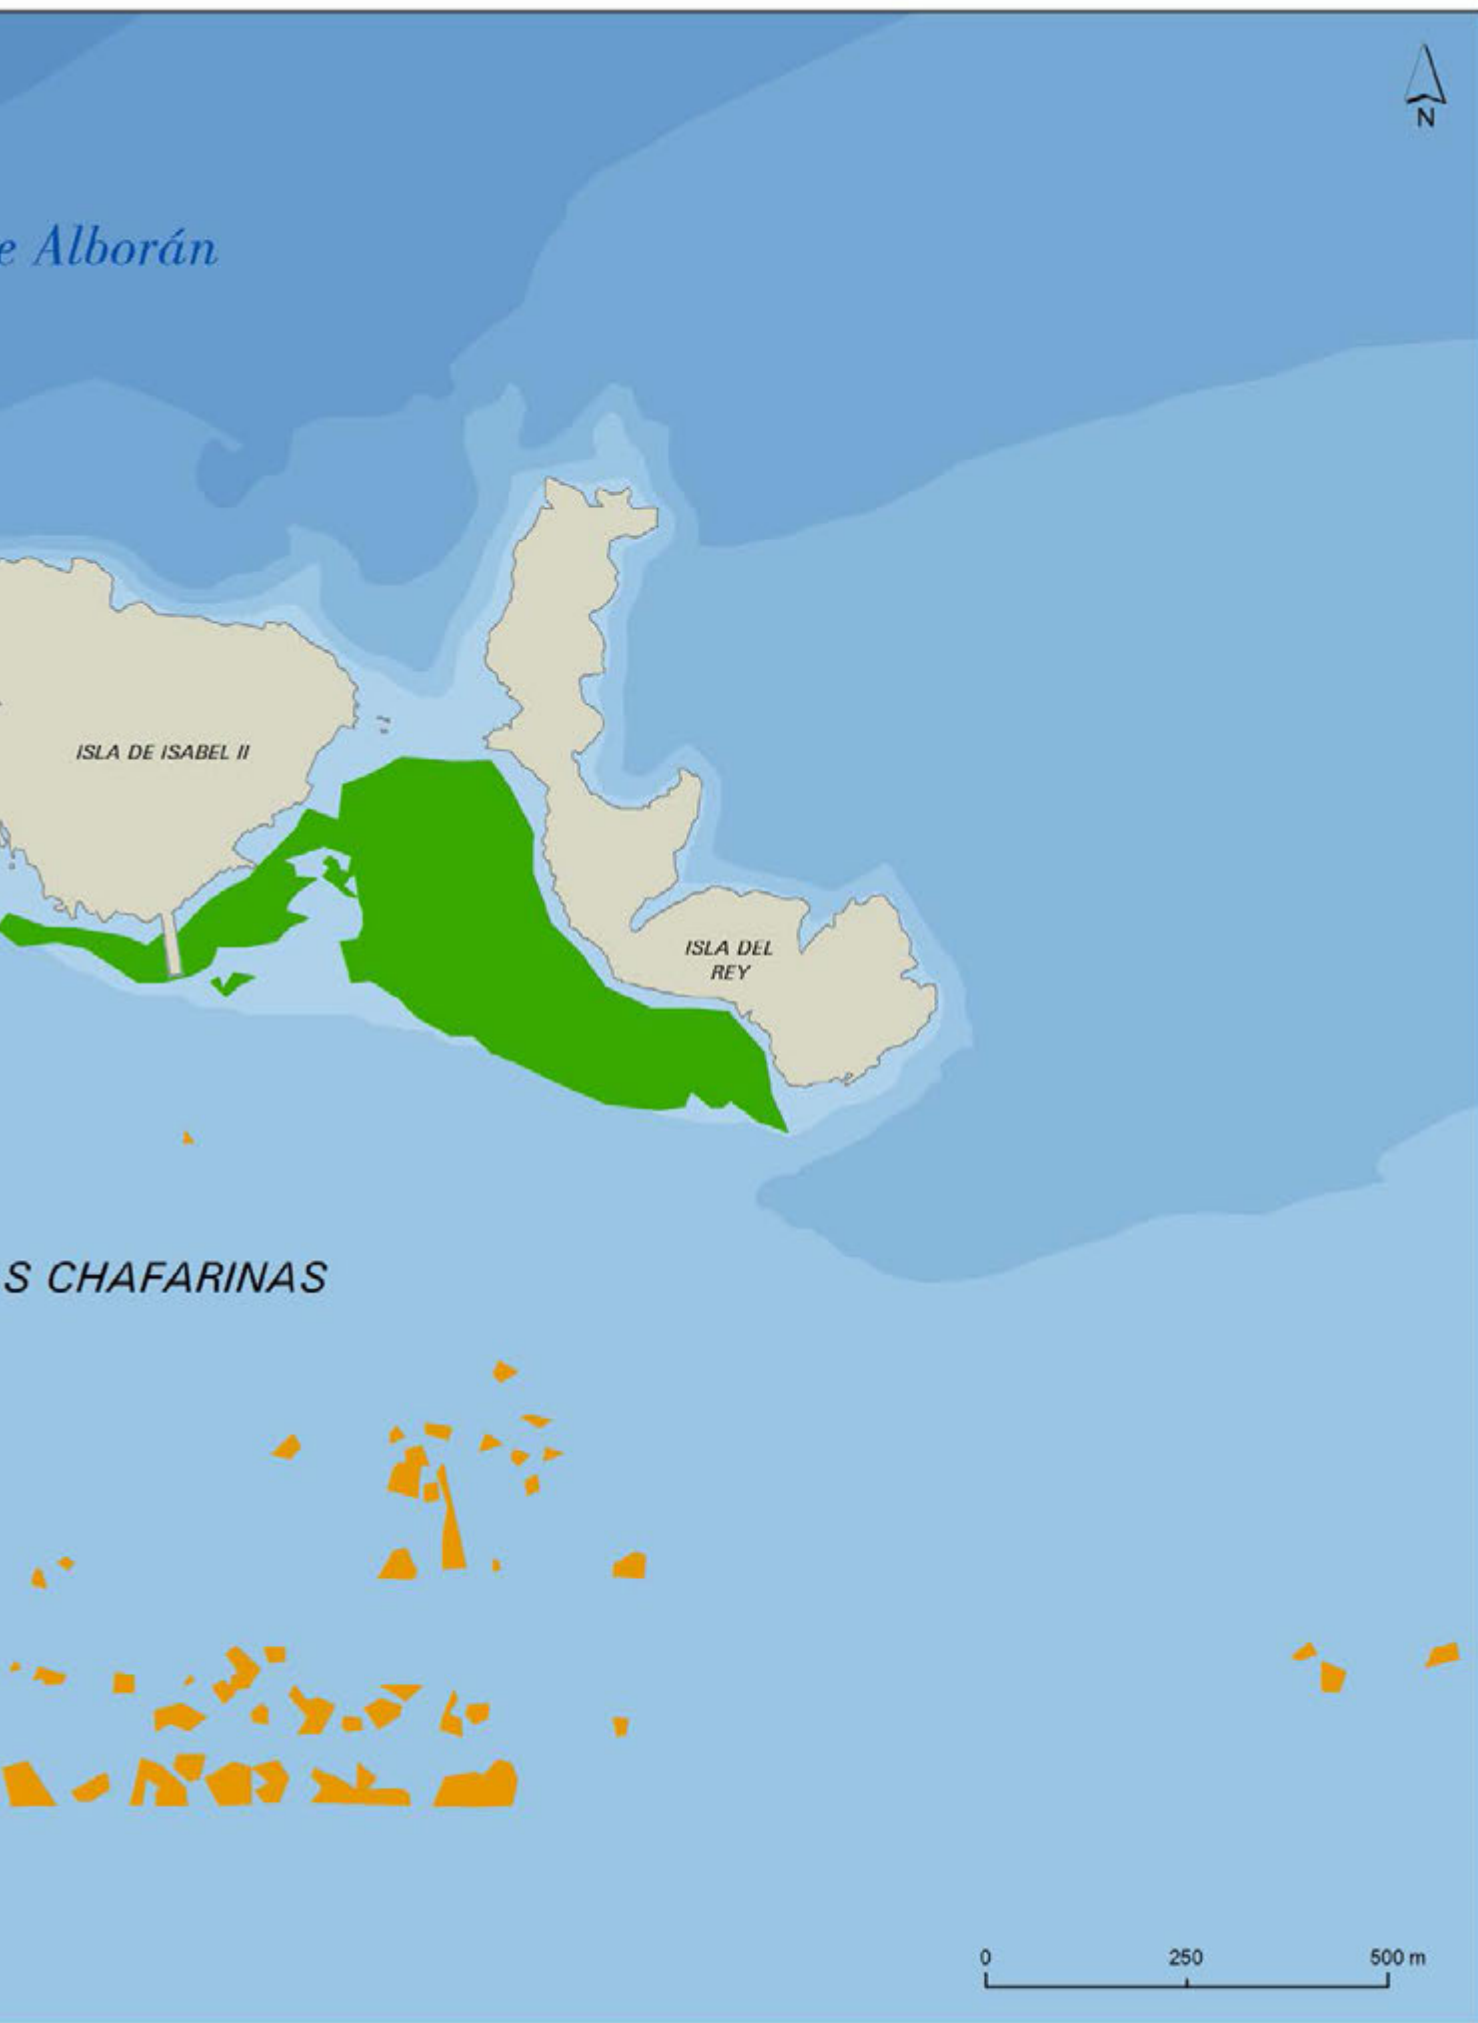 N
e Alborán
ISLA DE ISABEL II
ISLA DEL
REY
S CHAFARINAS
0 250 500 m